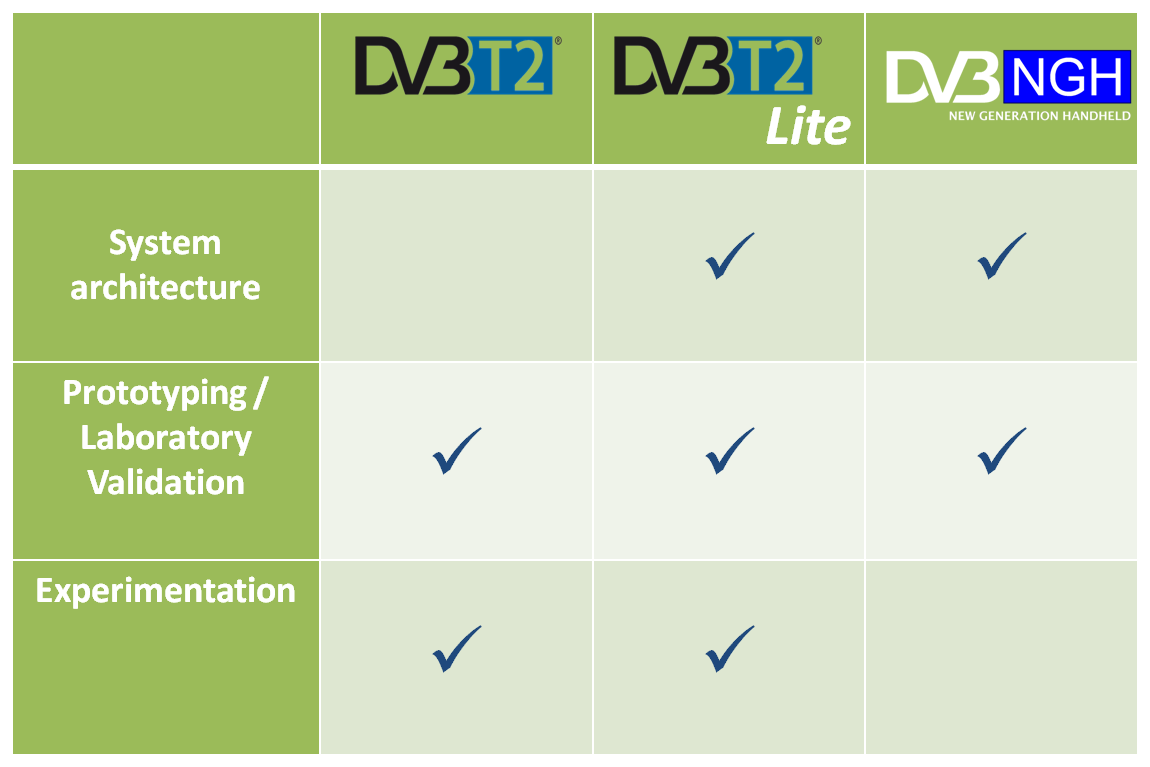 DVB T2®
DVB T2®
Lite
DVB NGH
NEW GENERATION HANDHELD
System
architecture
✓ ✓
Prototyping /
Laboratory
Validation
✓ ✓ ✓
Experimentation
✓ ✓